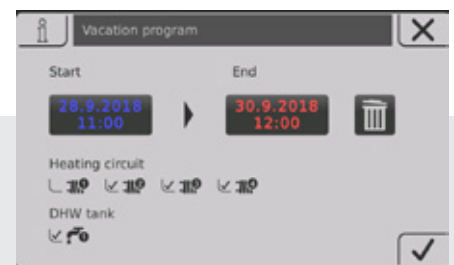 Vacation program
Start End
28.9.2018 30.9.2018
11:00 12:00
Heating circuit
DHW tank